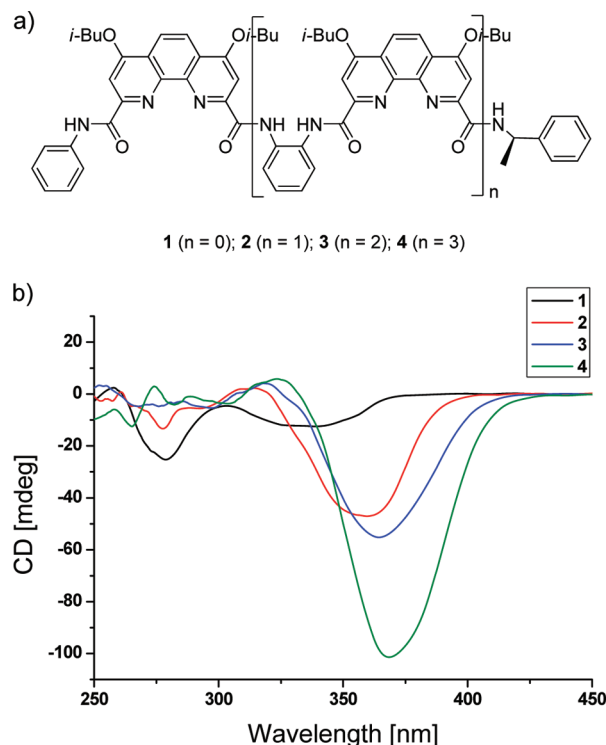 a)
i-BuO Oi-Bu i-BuO Oi-Bu
N N N N
HN NH HN N H
O O O O
n
1 (n = 0); 2 (n = 1); 3 (n = 2); 4 (n = 3)
b)
1
2
3
4
20
0
-20
-40
-60
-80
-100
CD [mdeg]
250 300 350 400 450
Wavelength [nm]